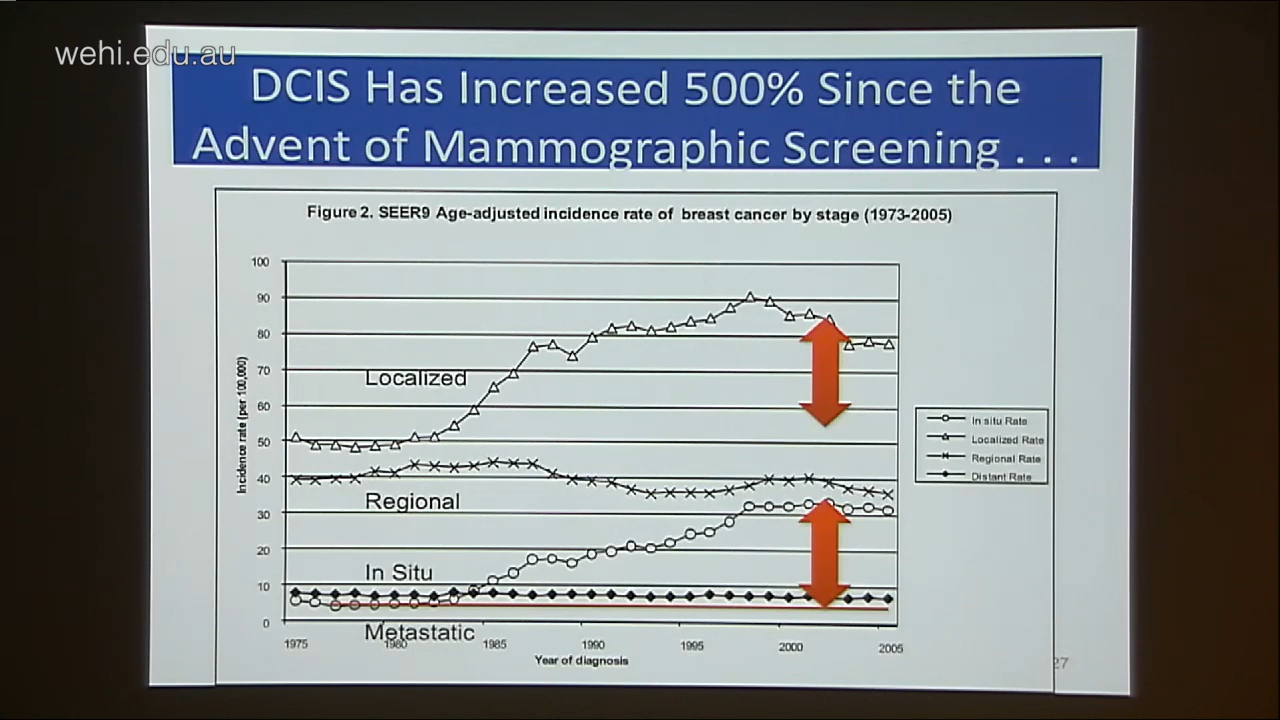 wehi.edu.au
DCIS Has Increased 500% Since the
Advent of Mammographic Screening . . .
Figure 2. SEER9 Age-adjusted incidence rate of breast cancer by stage (1973-2005)
100
90
80
70
60
50
40
30
20
10
0
Incidence rate (per 100,000)
Localized
Regional
In Situ
Metastatic
1975
1980
1985
1990
1995
2000
2005
Year of diagnosis
In situ Rate
Localized Rate
Regional Rate
Distant Rate
27